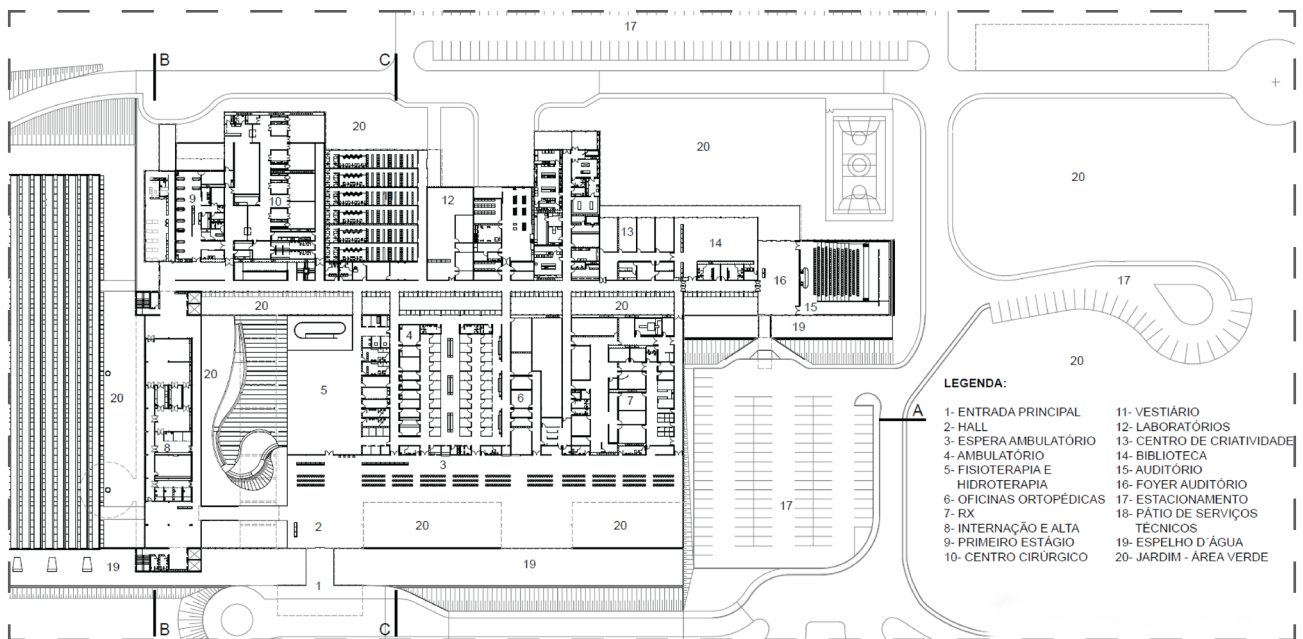 17
B
C
20
20
20
9
10
11
12
13
14
16
15
17
20
20
19
20
20
5
4
6
7
20
8
3
A
17
2
20
20
19
19
1
B
C
LEGENDA:
1- ENTRADA PRINCIPAL
2- HALL
3- ESPERA AMBULATÓRIO
4- AMBULATÓRIO
5- FISIOTERAPIA E
HIDROTERAPIA
6- OFICINAS ORTOPÉDICAS
7- RX
8- INTERNAÇÃO E ALTA
9- PRIMEIRO ESTÁGIO
10- CENTRO CIRÚRGICO
11- VESTIÁRIO
12- LABORATÓRIOS
13- CENTRO DE CRIATIVIDADE
14- BIBLIOTECA
15- AUDITÓRIO
16- FOYER AUDITÓRIO
17- ESTACIONAMENTO
18- PÁTIO DE SERVIÇOS
TÉCNICOS
19- ESPELHO D´ÁGUA
20- JARDIM - ÁREA VERDE